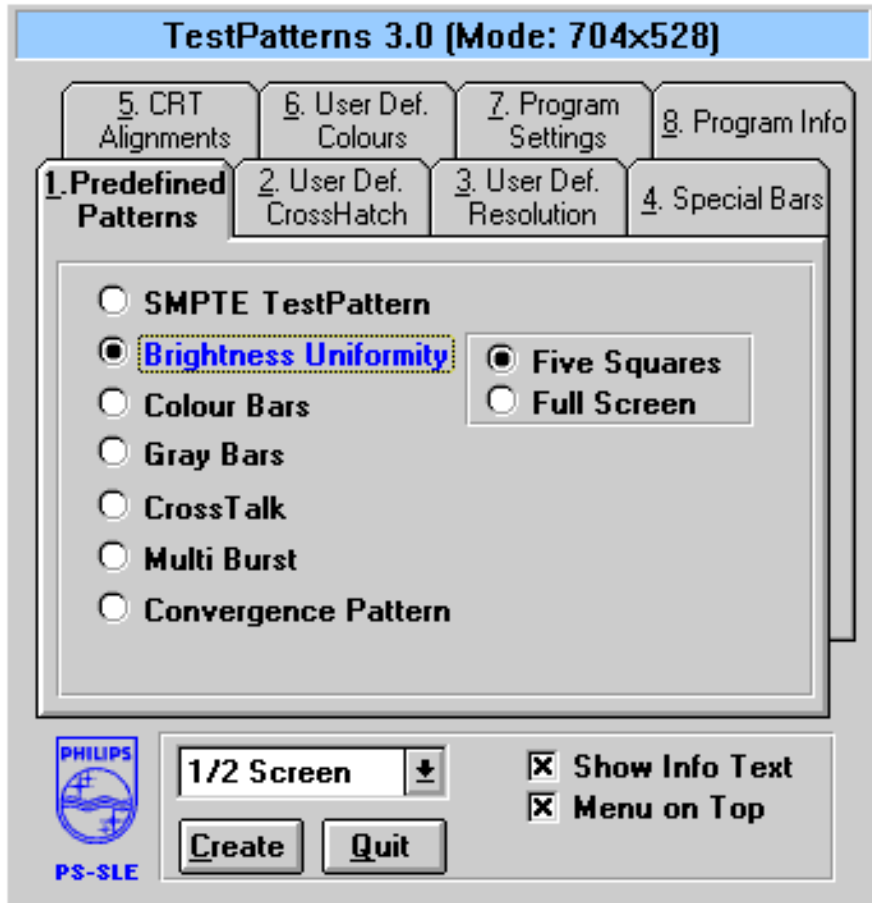 TestPatterns 3.0 (Mode: 704x528)
5. CRT
Alignments
6. User Def.
Colours
7. Program
Settings
8. Program Info
1.Predefined
Patterns
2. User Def.
CrossHatch
3. User Def.
Resolution
4. Special Bars
SMPTE TestPattern
Brightness Uniformity
Five Squares
Full Screen
Colour Bars
Gray Bars
CrossTalk
Multi Burst
Convergence Pattern
PHILIPS
PS-SLE
1/2 Screen
Show Info Text
Menu on Top
Create
Quit